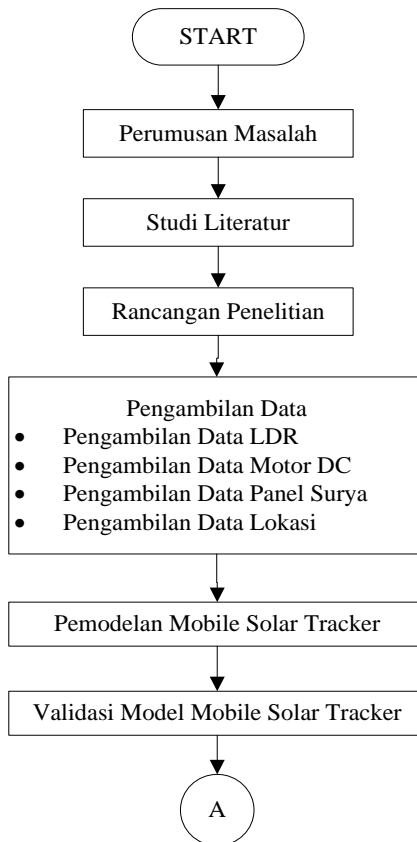 START
Perumusan Masalah
Studi Literatur
Rancangan Penelitian
Pengambilan Data
• Pengambilan Data LDR
• Pengambilan Data Motor DC
• Pengambilan Data Panel Surya
• Pengambilan Data Lokasi
Pemodelan Mobile Solar Tracker
Validasi Model Mobile Solar Tracker
A